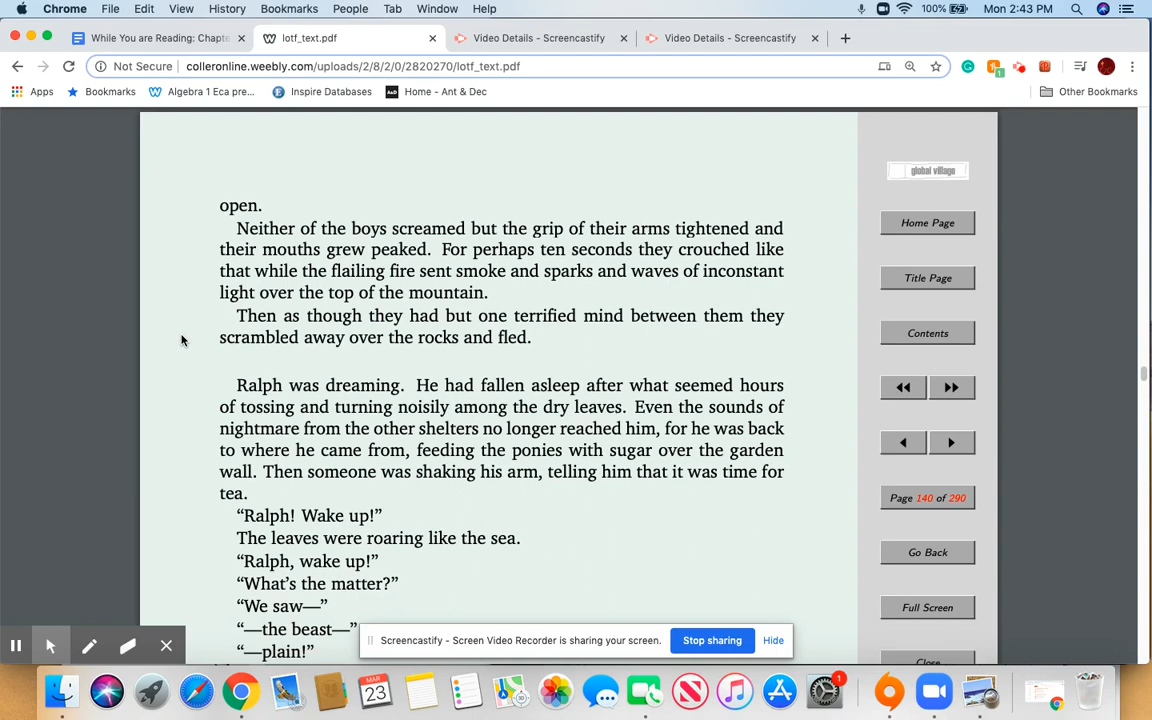 Chrome File Edit View History Bookmarks People Tab Window Help 100% Mon 2:43 PM
While You are Reading: Chapte lotf_text.pdf Video Details - Screencastify Video Details - Screencastify
Not Secure colleronline.weebly.com/uploads/2/8/2/0/2820270/lotf_text.pdf 1
Apps Bookmarks Algebra 1 Eca pre... Inspire Databases A&D Home - Ant & Dec Other Bookmarks
open.
Neither of the boys screamed but the grip of their arms tightened and
their mouths grew peaked. For perhaps ten seconds they crouched like
that while the flailing fire sent smoke and sparks and waves of inconstant
light over the top of the mountain.
Then as though they had but one terrified mind between them they
scrambled away over the rocks and fled.
Ralph was dreaming. He had fallen asleep after what seemed hours
of tossing and turning noisily among the dry leaves. Even the sounds of
nightmare from the other shelters no longer reached him, for he was back
to where he came from, feeding the ponies with sugar over the garden
wall. Then someone was shaking his arm, telling him that it was time for
tea.
“Ralph! Wake up!”
The leaves were roaring like the sea.
“Ralph, wake up!”
“What’s the matter?”
“We saw—”
“—the beast—”
“—plain!”
global village
Home Page
Title Page
Contents
Page 140 of 290
Go Back
Full Screen
Close
Screencastify - Screen Video Recorder is sharing your screen. Stop sharing Hide
MAR 23
1